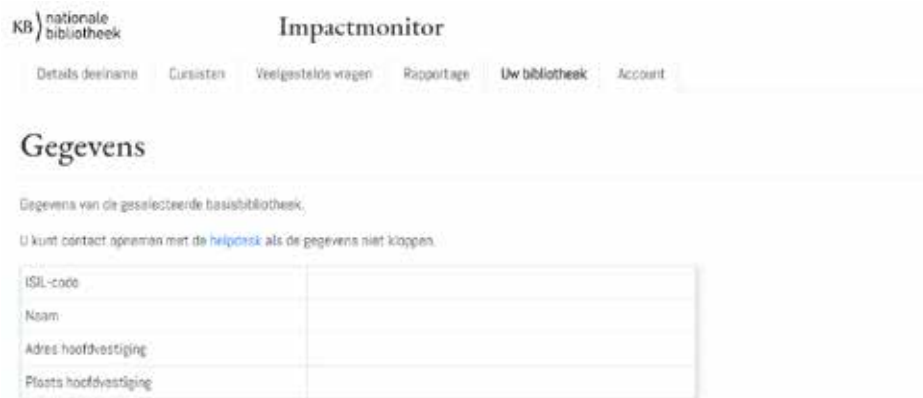 KB nationale bibliotheek
Impactmonitor
Details deelname Cursisten Veelgestelde vragen Rapportage Uw bibliotheek Account
Gegevens
Gegevens van de geselecteerde basisbibliotheek.
U kunt contact opnemen met de helpdesk als de gegevens niet kloppen.
ISIL-code
Naam
Adres hoofdvestiging
Plaats hoofdvestiging